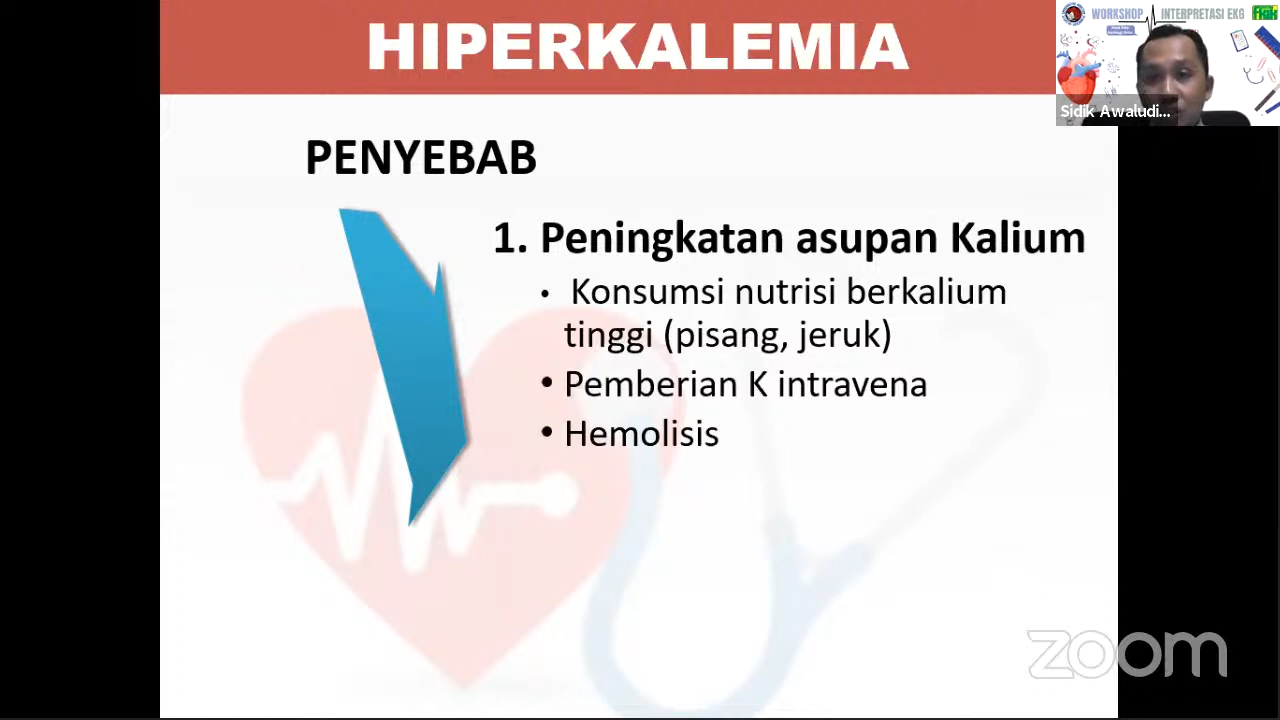 HIPERKALEMIA
WORKSHOP INTERPRETASI EKG
Sidik Awaludi...
PENYEBAB
1. Peningkatan asupan Kalium
• Konsumsi nutrisi berkalium
tinggi (pisang, jeruk)
• Pemberian K intravena
• Hemolisis
zoom